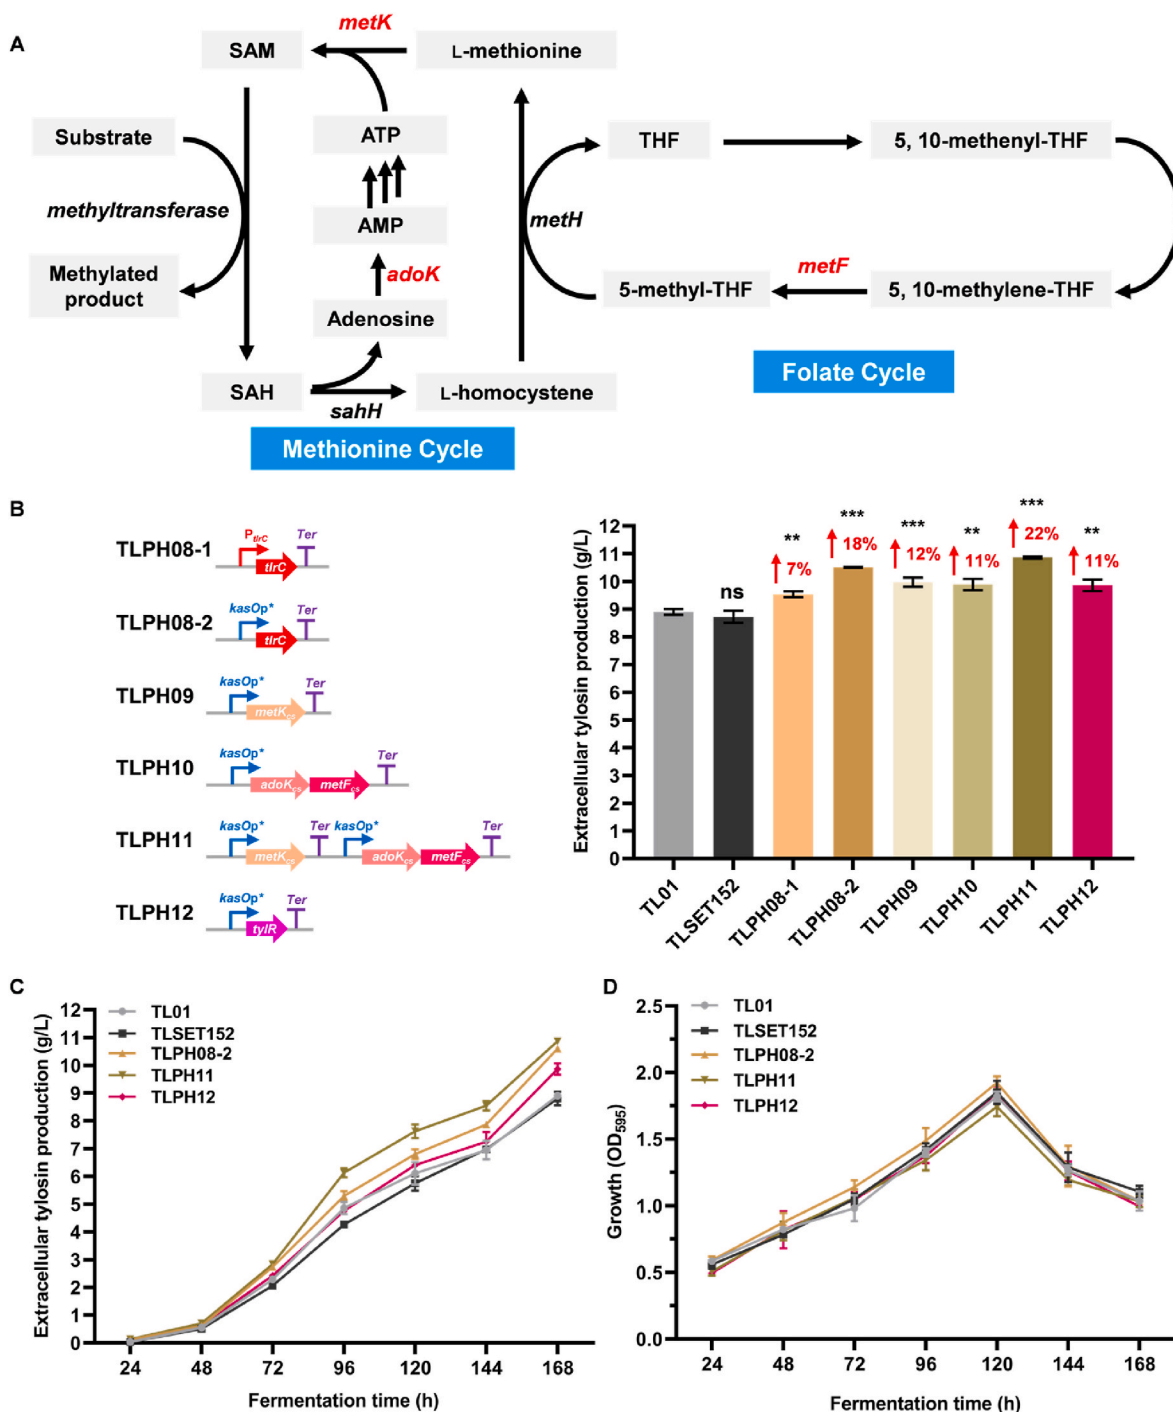 A
SAM
metK
L-methionine
Substrate
ATP
THF
5, 10-methenyl-THF
methyltransferase
AMP
metH
Methylated
product
adoK
5-methyl-THF
metF
5, 10-methylene-THF
Adenosine
SAH
sahH
L-homocystene
Folate Cycle
Methionine Cycle
B
TLPH08-1
PtlrC
tlrC
Ter
TLPH08-2
kasOp*
tlrC
Ter
TLPH09
kasOp*
metKcs
Ter
TLPH10
kasOp*
adoKcs
metFcs
Ter
TLPH11
kasOp*
metKcs
Ter
kasOp*
adoKcs
metFcs
Ter
TLPH12
kasOp*
tylR
Ter
Extracellular tylosin production (g/L)
12
11
10
9
8
7
6
5
4
3
2
1
0
ns
**
7%
***
18%
***
12%
**
11%
***
22%
**
11%
TL01
TLSET152
TLPH08-1
TLPH08-2
TLPH09
TLPH10
TLPH11
TLPH12
C
Extracellular tylosin production (g/L)
12
11
10
9
8
7
6
5
4
3
2
1
0
TL01
TLSET152
TLPH08-2
TLPH11
TLPH12
24 48 72 96 120 144 168
Fermentation time (h)
D
Growth (OD595)
2.5
2.0
1.5
1.0
0.5
0.0
TL01
TLSET152
TLPH08-2
TLPH11
TLPH12
24 48 72 96 120 144 168
Fermentation time (h)